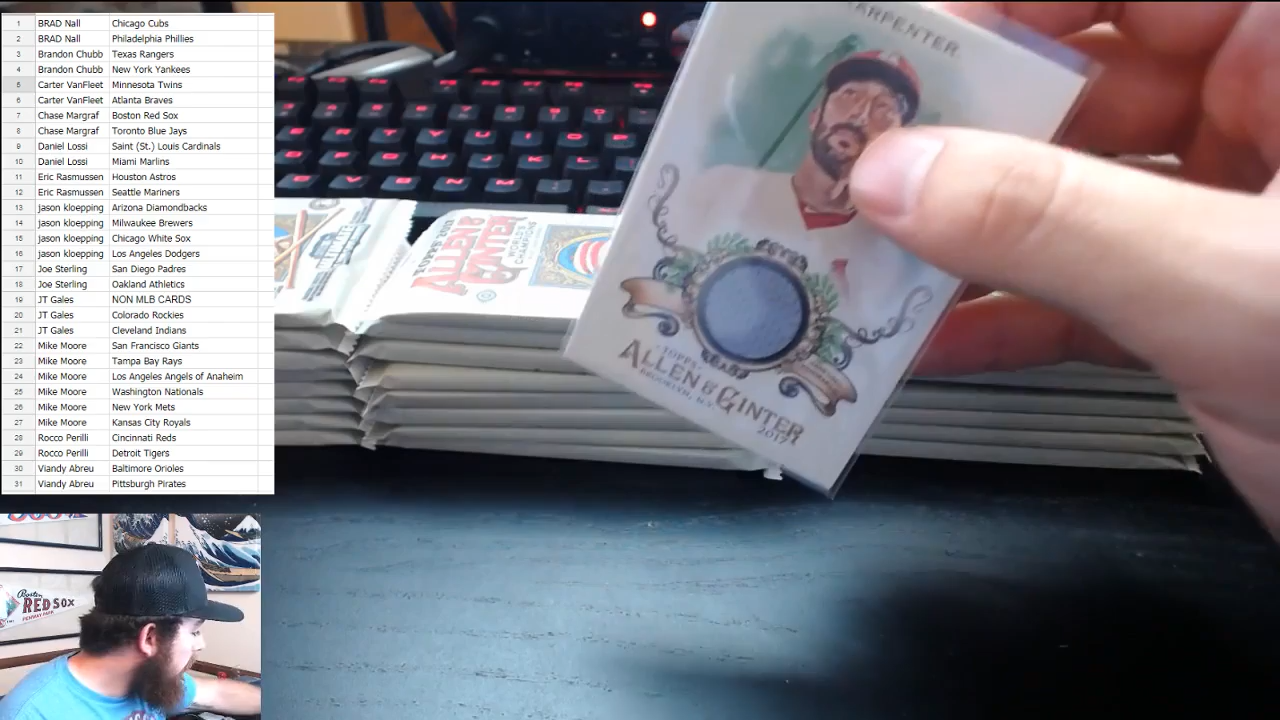 1 BRAD Nall Chicago Cubs
2 BRAD Nall Philadelphia Phillies
3 Brandon Chubb Texas Rangers
4 Brandon Chubb New York Yankees
5 Carter VanFleet Minnesota Twins
6 Carter VanFleet Atlanta Braves
7 Chase Margraf Boston Red Sox
8 Chase Margraf Toronto Blue Jays
9 Daniel Lossi Saint (St.) Louis Cardinals
10 Daniel Lossi Miami Marlins
11 Eric Rasmussen Houston Astros
12 Eric Rasmussen Seattle Mariners
13 jason kloepping Arizona Diamondbacks
14 jason kloepping Milwaukee Brewers
15 jason kloepping Chicago White Sox
16 jason kloepping Los Angeles Dodgers
17 Joe Sterling San Diego Padres
18 Joe Sterling Oakland Athletics
19 JT Gales NON MLB CARDS
20 JT Gales Colorado Rockies
21 JT Gales Cleveland Indians
22 Mike Moore San Francisco Giants
23 Mike Moore Tampa Bay Rays
24 Mike Moore Los Angeles Angels of Anaheim
25 Mike Moore Washington Nationals
26 Mike Moore New York Mets
27 Mike Moore Kansas City Royals
28 Rocco Perilli Cincinnati Reds
29 Rocco Perilli Detroit Tigers
30 Viandy Abreu Baltimore Orioles
31 Viandy Abreu Pittsburgh Pirates
ARPENTER
TOPPS
ALLEN & GINTER
BROOKLYN, N.Y.
2017
ALLEN &
GINTER
WORLD'S
CHAMPIONS
R T Y U I O P
Boston
RED SOX
FENWAY PARK